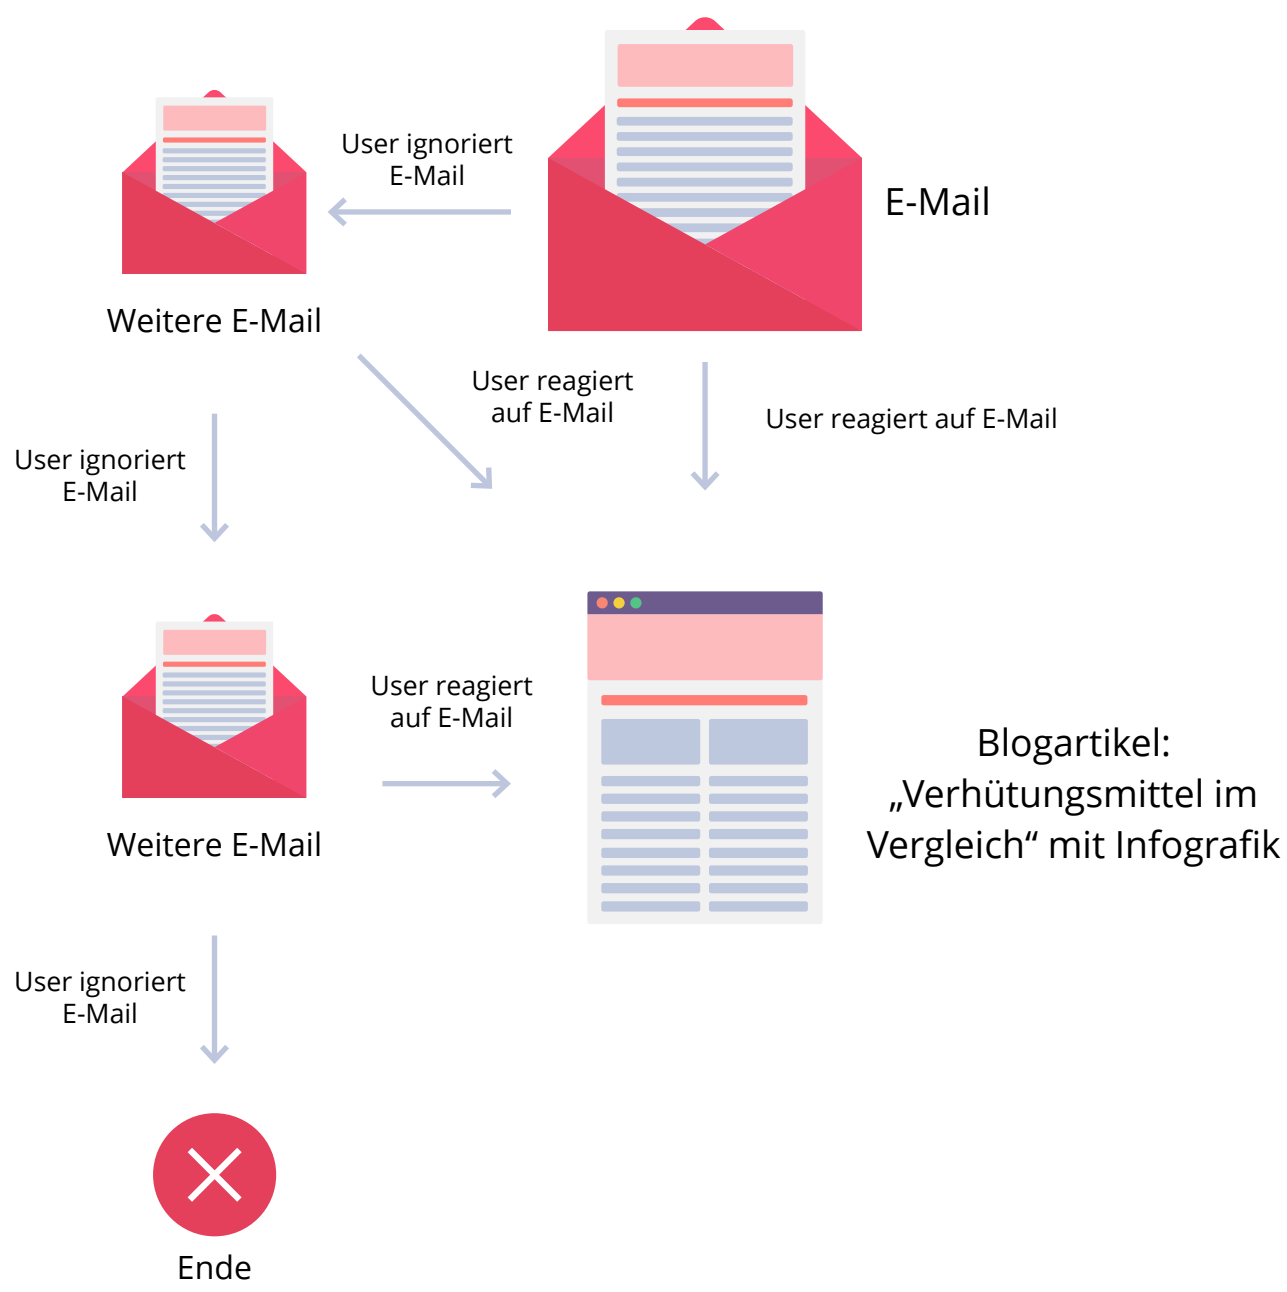 User ignoriert
E-Mail
E-Mail
Weitere E-Mail
User reagiert
auf E-Mail
User reagiert auf E-Mail
User ignoriert
E-Mail
User reagiert
auf E-Mail
Blogartikel:
„Verhütungsmittel im
Vergleich“ mit Infografik
Weitere E-Mail
User ignoriert
E-Mail
Ende